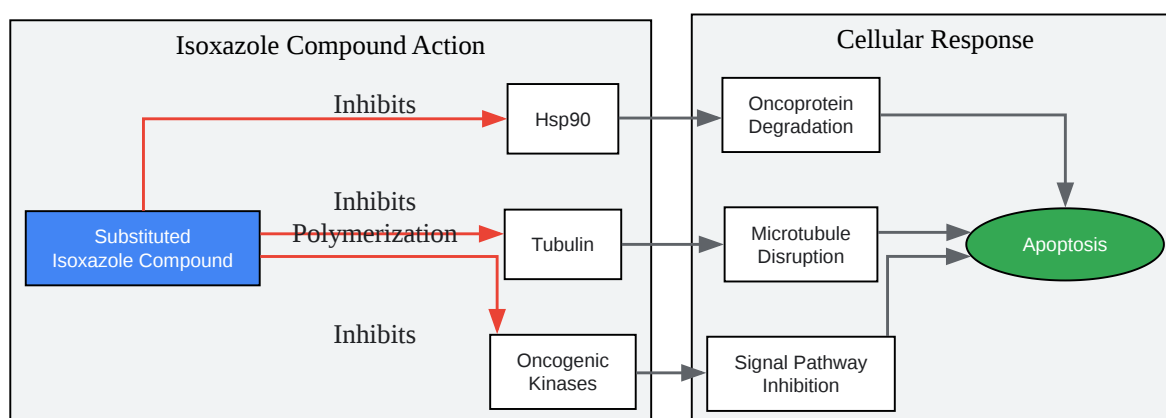 Isoxazole Compound Action
Cellular Response
Inhibits
Hsp90
Oncoprotein
Degradation
Substituted
Isoxazole Compound
Inhibits
Polymerization
Tubulin
Microtubule
Disruption
Apoptosis
Inhibits
Oncogenic
Kinases
Signal Pathway
Inhibition